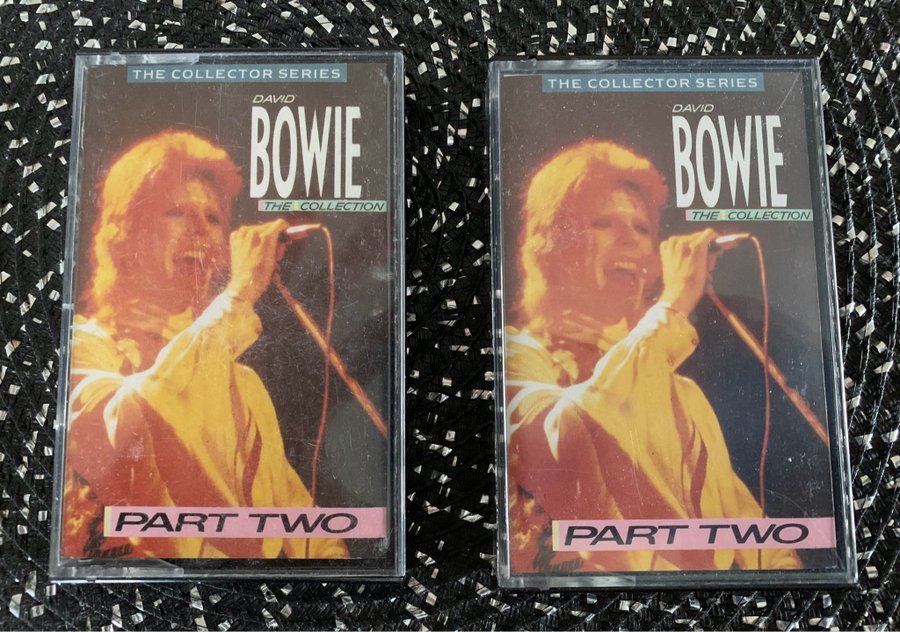 THE COLLECTOR SERIES
DAVID
BOWIE
THE COLLECTION
PART TWO
THE COLLECTOR SERIES
DAVID
BOWIE
THE COLLECTION
PART TWO